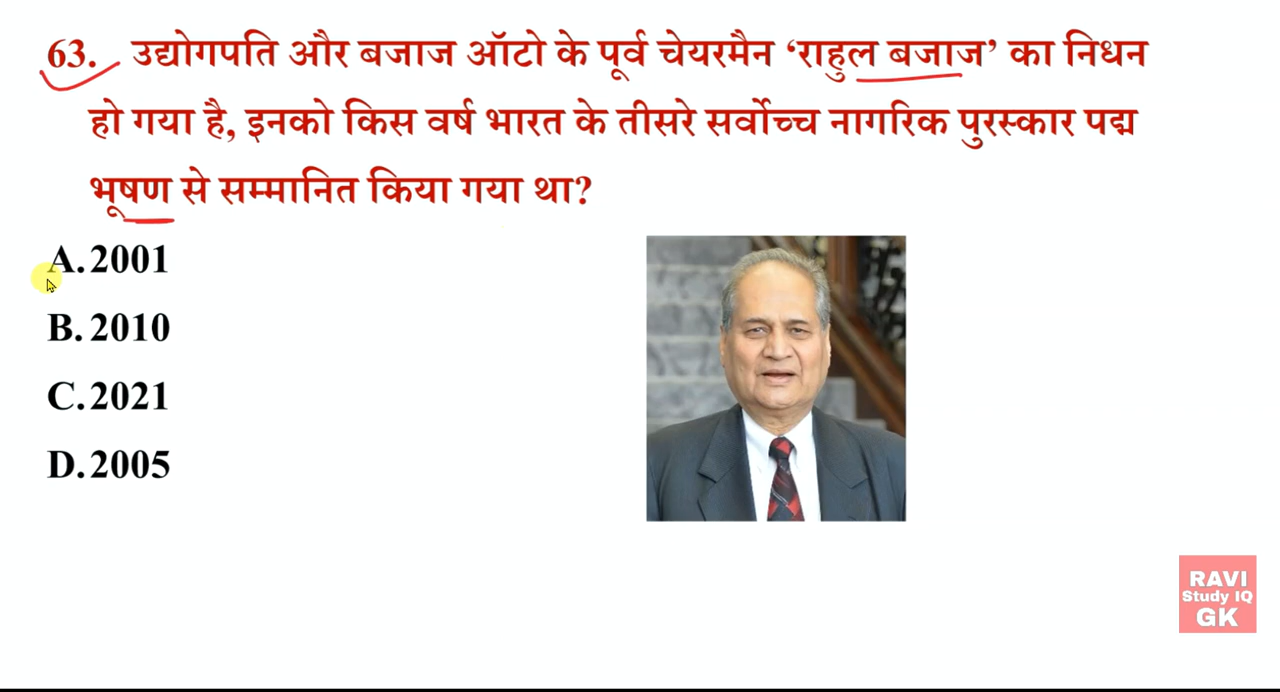 63. उद्योगपति और बजाज ऑटो के पूर्व चेयरमैन ‘राहुल बजाज’ का निधन
हो गया है, इनको किस वर्ष भारत के तीसरे सर्वोच्च नागरिक पुरस्कार पद्म
भूषण से सम्मानित किया गया था?
A. 2001
B. 2010
C. 2021
D. 2005
RAVI
Study IQ
GK